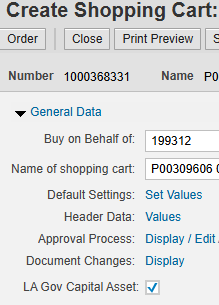 Create Shopping Cart:
Order Close Print Preview
Number 1000368331 Name
General Data
Buy on Behalf of: 199312
Name of shopping cart: P00309606
Default Settings: Set Values
Header Data: Values
Approval Process: Display / Edit
Document Changes: Display
LA Gov Capital Asset: